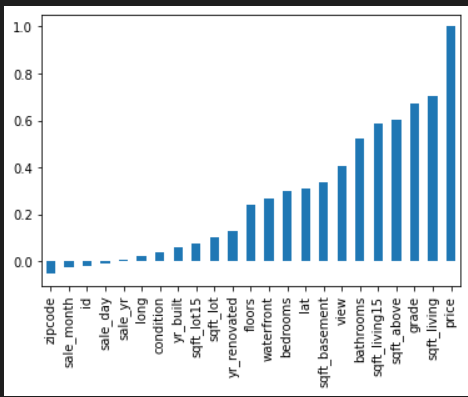 1.0
0.8
0.6
0.4
0.2
0.0
zipcode
sale_month
id
sale_day
sale_yr
long
condition
yr_built
sqft_lot15
sqft_lot
yr_renovated
floors
waterfront
bedrooms
lat
sqft_basement
view
bathrooms
sqft_living15
sqft_above
grade
sqft_living
price